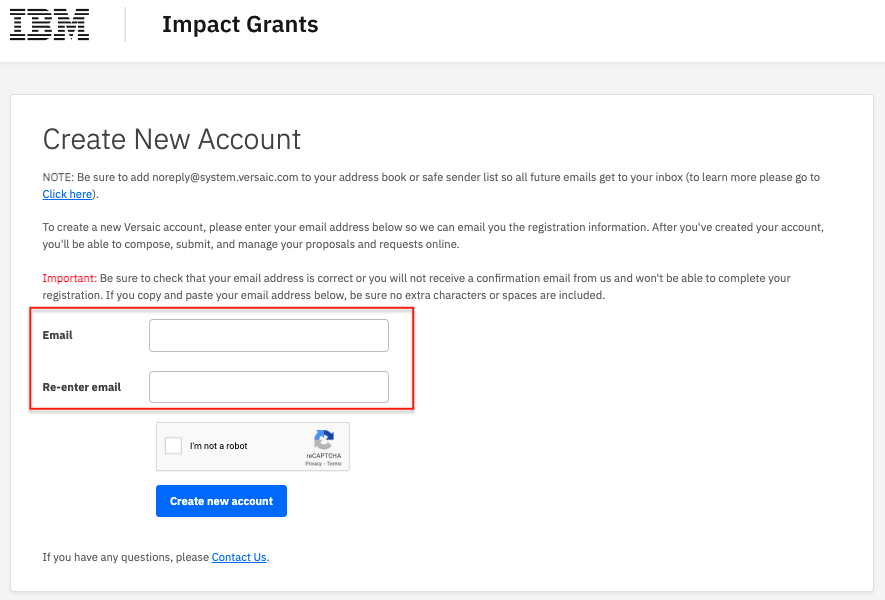 IBM
Impact Grants
Create New Account
NOTE: Be sure to add noreply@system.versaic.com to your address book or safe sender list so all future emails get to your inbox (to learn more please go to
Click here).
To create a new Versaic account, please enter your email address below so we can email you the registration information. After you've created your account,
you'll be able to compose, submit, and manage your proposals and requests online.
Important: Be sure to check that your email address is correct or you will not receive a confirmation email from us and won't be able to complete your
registration. If you copy and paste your email address below, be sure no extra characters or spaces are included.
Email
Re-enter email
I'm not a robot
reCAPTCHA
Privacy - Terms
Create new account
If you have any questions, please Contact Us.